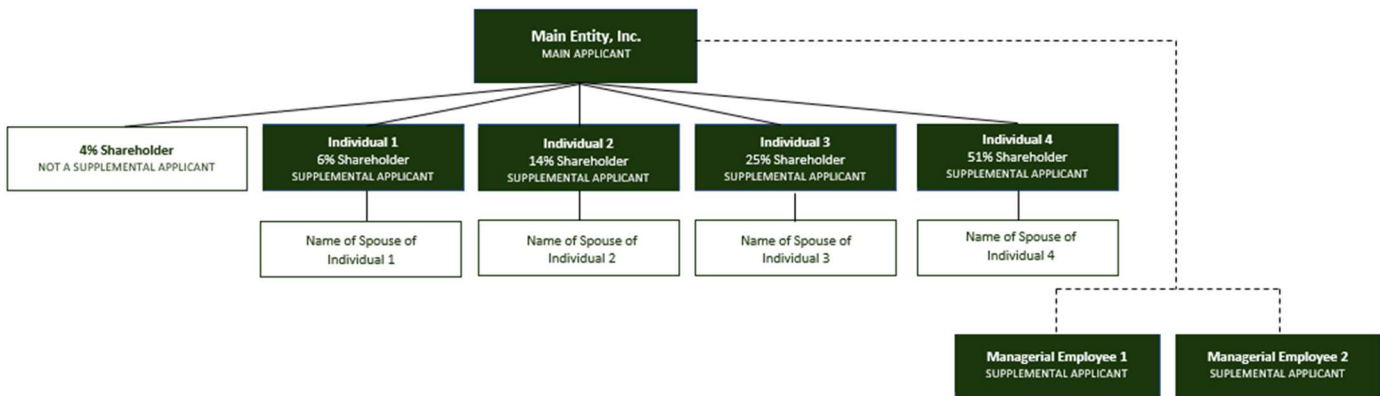 Main Entity, Inc.
MAIN APPLICANT
4% Shareholder
NOT A SUPPLEMENTAL APPLICANT
Individual 1
6% Shareholder
SUPPLEMENTAL APPLICANT
Individual 2
14% Shareholder
SUPPLEMENTAL APPLICANT
Individual 3
25% Shareholder
SUPPLEMENTAL APPLICANT
Individual 4
51% Shareholder
SUPPLEMENTAL APPLICANT
Name of Spouse of
Individual 1
Name of Spouse of
Individual 2
Name of Spouse of
Individual 3
Name of Spouse of
Individual 4
Managerial Employee 1
SUPPLEMENTAL APPLICANT
Managerial Employee 2
SUPLEMENTAL APPLICANT